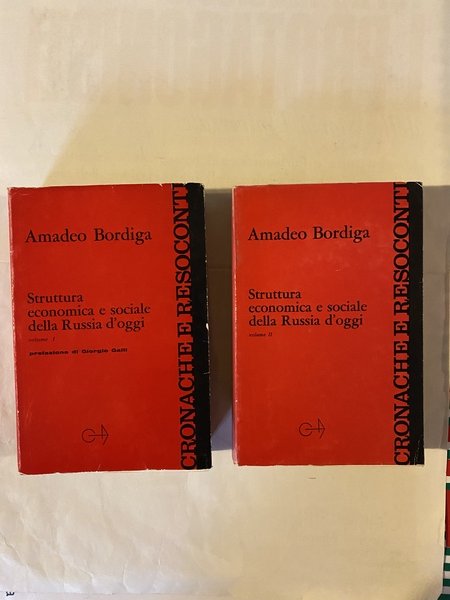 Amadeo Bordiga
Struttura
economica e sociale
della Russia d'oggi
volume I
prefazione di Giorgio Galli
CRONACHE E RESOCONTI
Amadeo Bordiga
Struttura
economica e sociale
della Russia d'oggi
volume II
CRONACHE E RESOCONTI